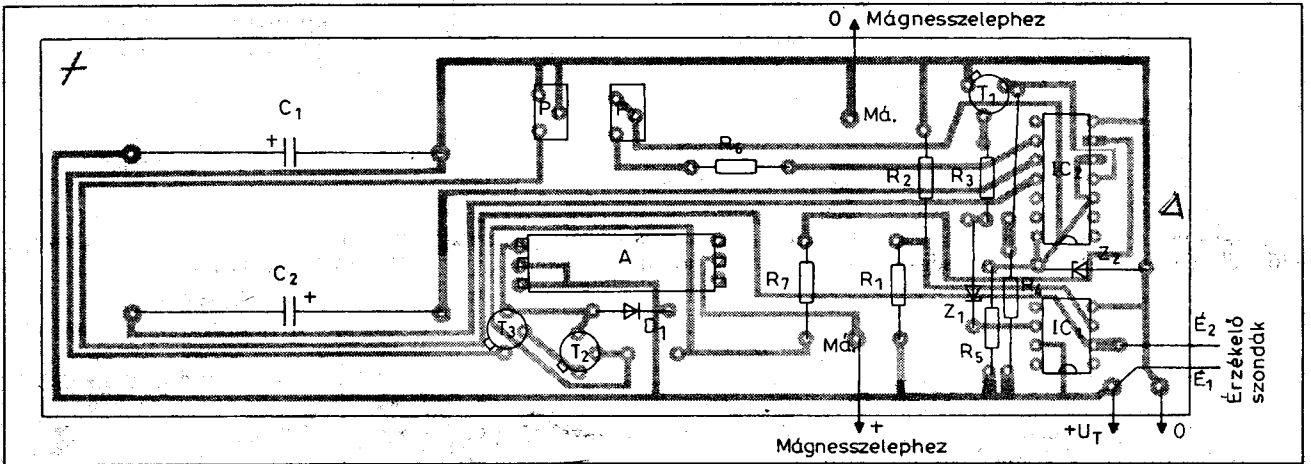 0 Mágnesszelephez
C1
+
P
P
T1
Má.
R6
R2
R3
IC2
A
C2
+
R7
R1
Z2
Z1
R4
T3
T2
D1
Má.
R5
IC1
É2
É1
Érzékelő
szondák
+
Mágnesszelephez
+UT
0